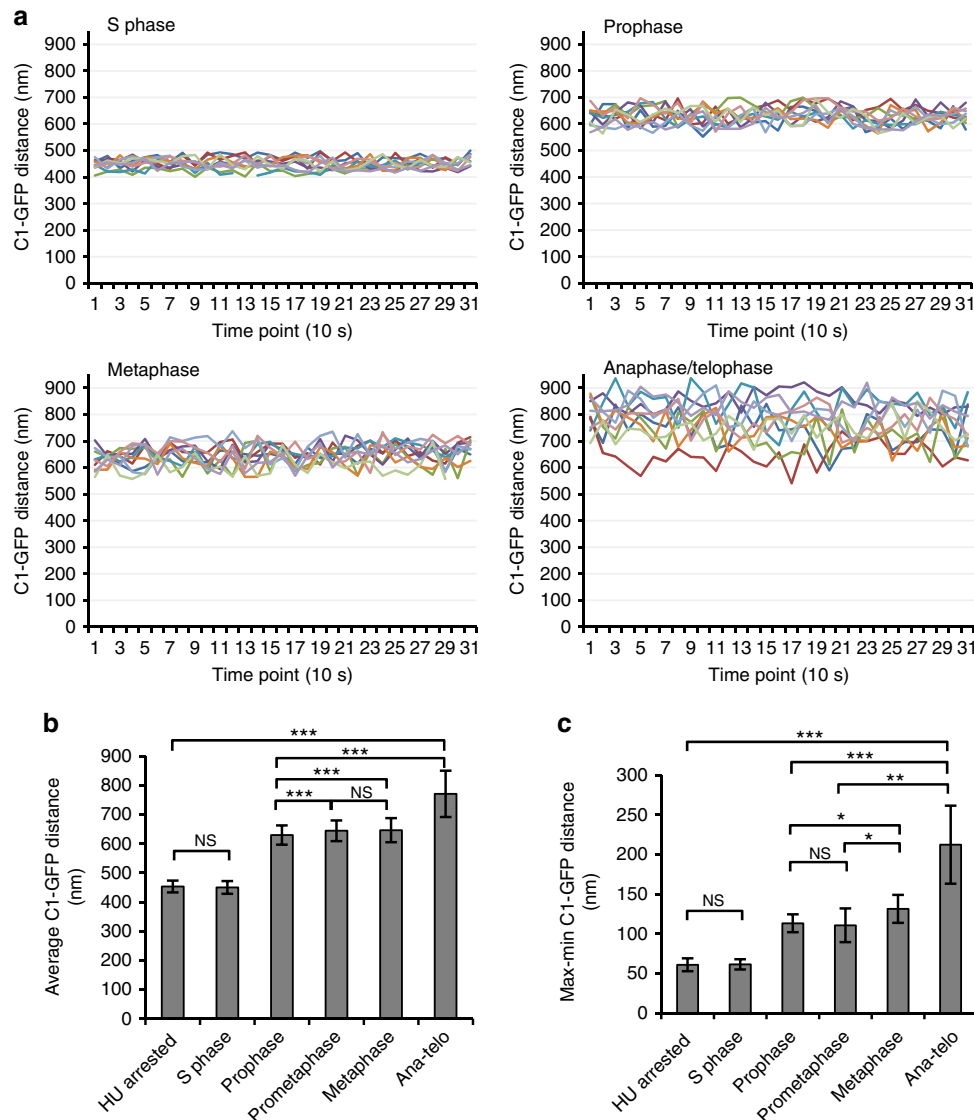 a
S phase
900
800
700
600
500
400
300
200
100
0
C1-GFP distance (nm)
1 3 5 7 9 11 13 15 17 19 21 23 25 27 29 31
Time point (10 s)
Prophase
900
800
700
600
500
400
300
200
100
0
C1-GFP distance (nm)
1 3 5 7 9 11 13 15 17 19 21 23 25 27 29 31
Time point (10 s)
Metaphase
900
800
700
600
500
400
300
200
100
0
C1-GFP distance (nm)
1 3 5 7 9 11 13 15 17 19 21 23 25 27 29 31
Time point (10 s)
Anaphase/telophase
900
800
700
600
500
400
300
200
100
0
C1-GFP distance (nm)
1 3 5 7 9 11 13 15 17 19 21 23 25 27 29 31
Time point (10 s)
b
***
***
***
*** NS
NS
900
800
700
600
500
400
300
200
100
0
Average C1-GFP distance
(nm)
HU arrested
S phase
Prophase
Prometaphase
Metaphase
Ana-telo
c
***
***
**
*
*
NS
NS
300
250
200
150
100
50
0
Max-min C1-GFP distance
(nm)
HU arrested
S phase
Prophase
Prometaphase
Metaphase
Ana-telo